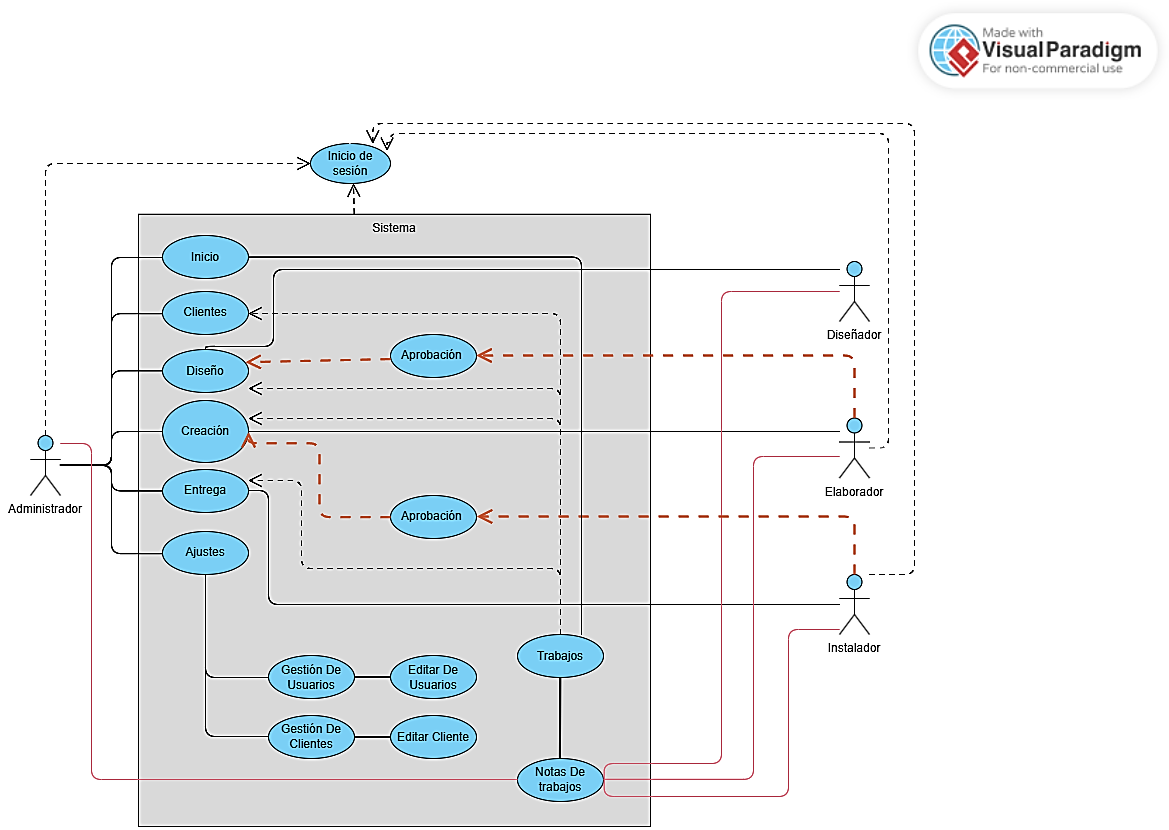 Made with
Visual Paradigm
For non-commercial use
Inicio de
sesión
Sistema
Inicio
Clientes
Diseño
Aprobación
Creación
Entrega
Aprobación
Ajustes
Administrador
Diseñador
Elaborador
Instalador
Trabajos
Gestión De
Usuarios
Editar De
Usuarios
Gestión De
Clientes
Editar Cliente
Notas De
trabajos